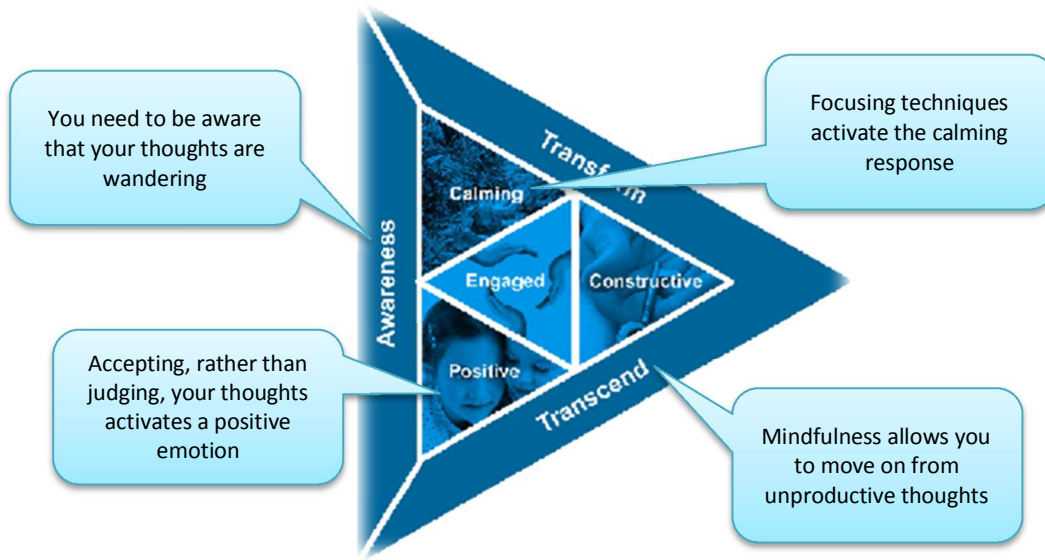 You need to be aware
that your thoughts are
wandering
Focusing techniques
activate the calming
response
Transform
Calming
Awareness
Engaged
Constructive
Positive
Transcend
Accepting, rather than
judging, your thoughts
activates a positive
emotion
Mindfulness allows you
to move on from
unproductive thoughts